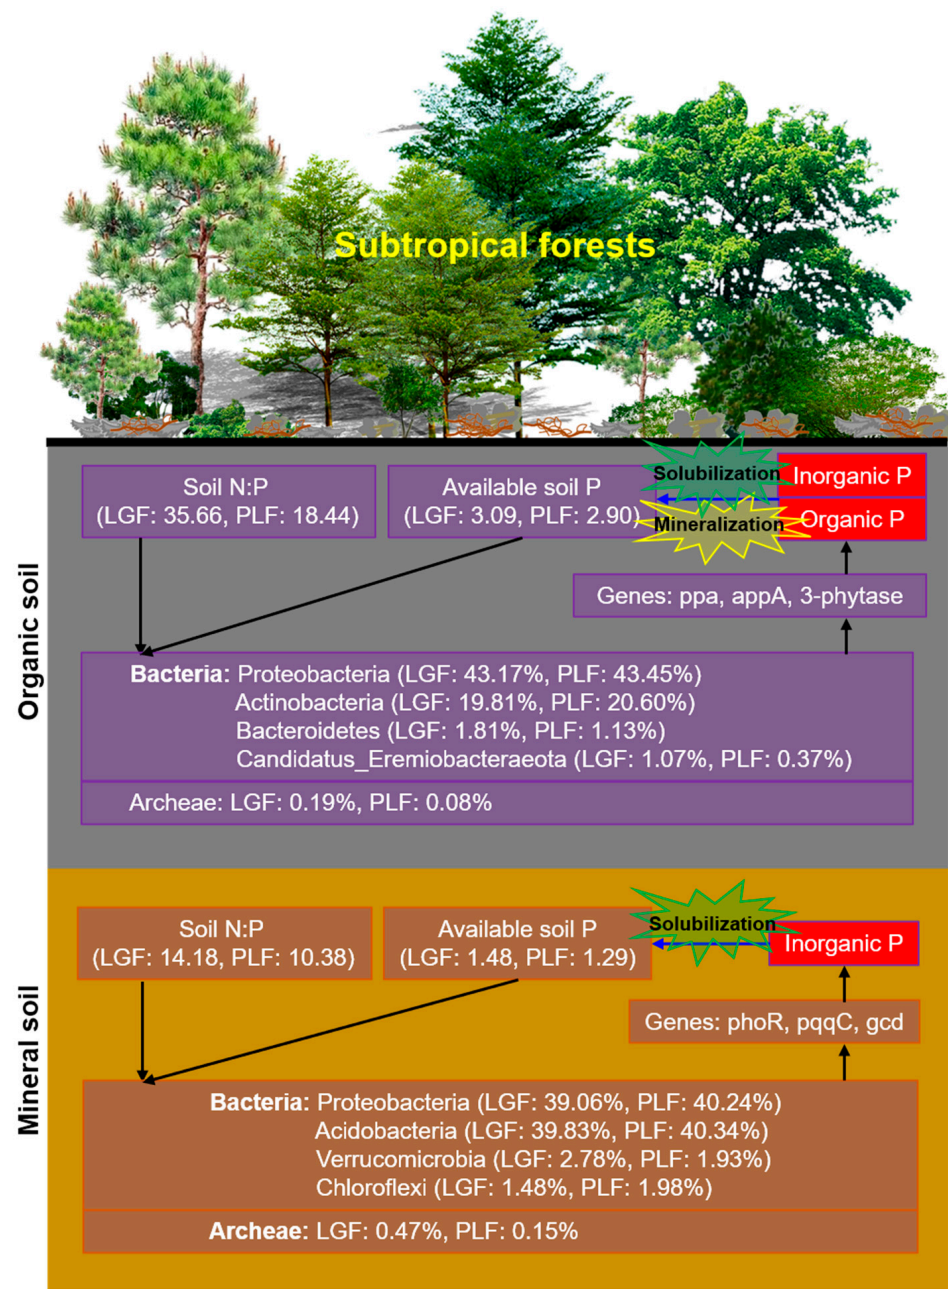 Subtropical forests
Organic soil
Soil N:P
(LGF: 35.66, PLF: 18.44)
Available soil P
(LGF: 3.09, PLF: 2.90)
Solubilization
Mineralization
Inorganic P
Organic P
Genes: ppa, appA, 3-phytase
Bacteria: Proteobacteria (LGF: 43.17%, PLF: 43.45%)
Actinobacteria (LGF: 19.81%, PLF: 20.60%)
Bacteroidetes (LGF: 1.81%, PLF: 1.13%)
Candidatus_Eremiobacteraeota (LGF: 1.07%, PLF: 0.37%)
Archeae: LGF: 0.19%, PLF: 0.08%
Mineral soil
Soil N:P
(LGF: 14.18, PLF: 10.38)
Available soil P
(LGF: 1.48, PLF: 1.29)
Solubilization
Inorganic P
Genes: phoR, pqqC, gcd
Bacteria: Proteobacteria (LGF: 39.06%, PLF: 40.24%)
Acidobacteria (LGF: 39.83%, PLF: 40.34%)
Verrucomicrobia (LGF: 2.78%, PLF: 1.93%)
Chloroflexi (LGF: 1.48%, PLF: 1.98%)
Archeae: LGF: 0.47%, PLF: 0.15%